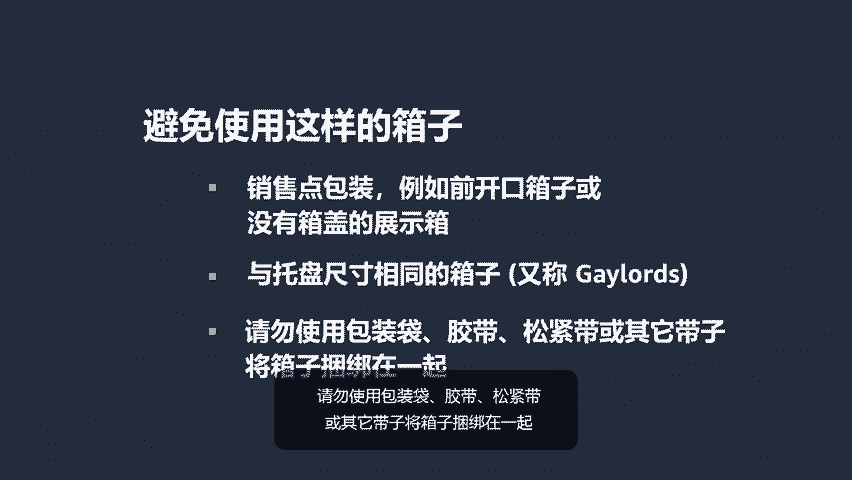 避免使用这样的箱子
销售点包装，例如前开口箱子或
没有箱盖的展示箱
与托盘尺寸相同的箱子 (又称 Gaylords)
请勿使用包装袋、胶带、松紧带或其它带子
将箱子捆绑在一起
请勿使用包装袋、胶带、松紧带
或其它带子将箱子捆绑在一起